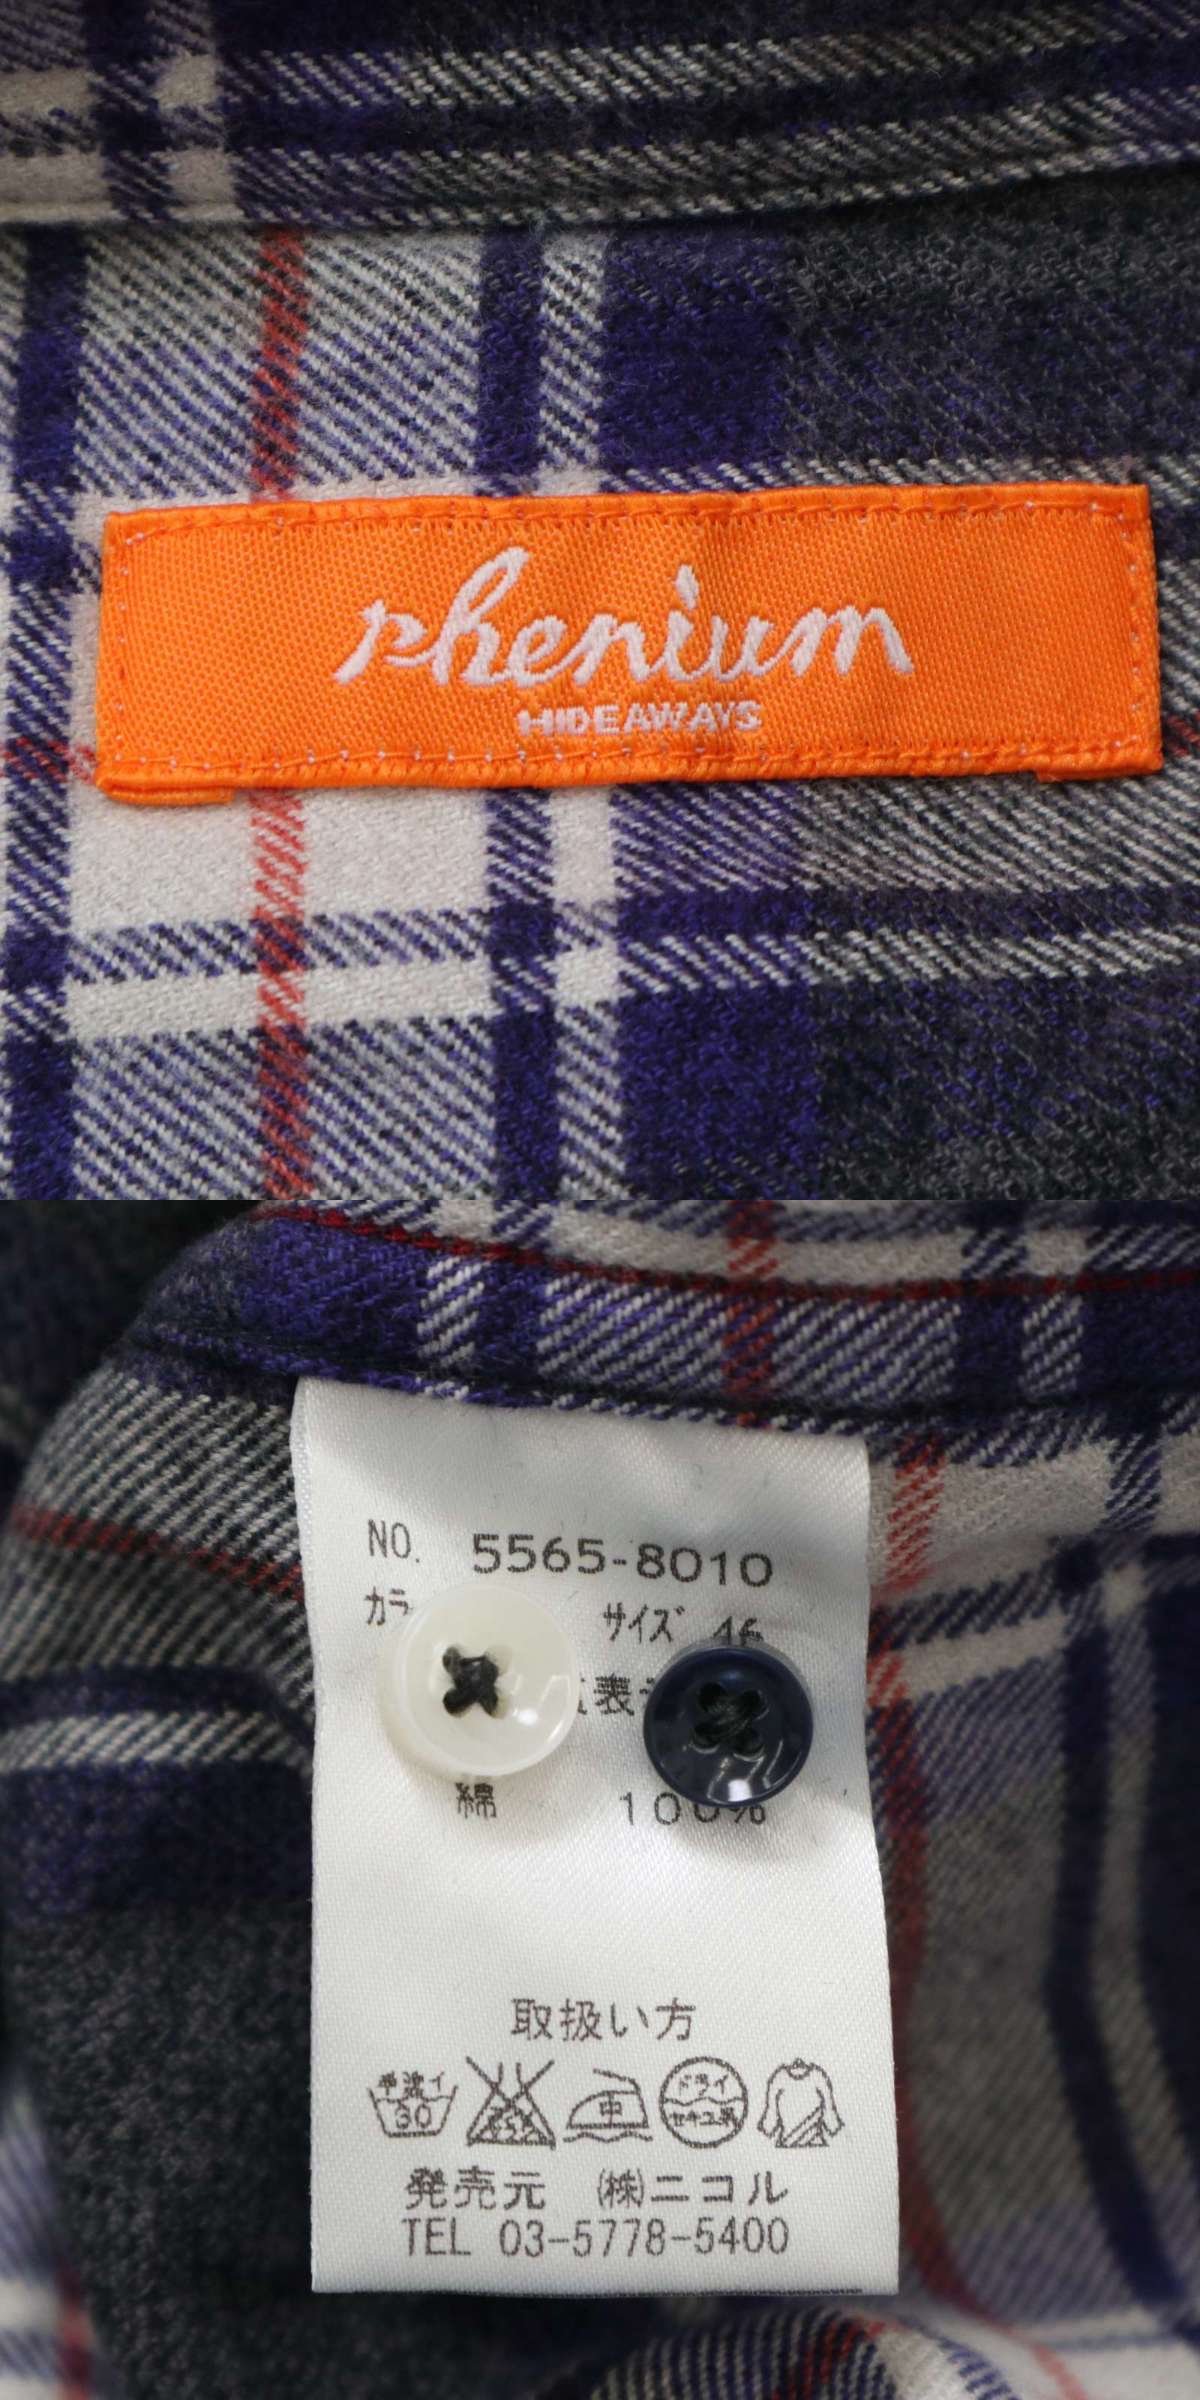 rhenium
HIDEAWAYS
NO. 5565-8010
カラ サイズ 46
表
綿 100%
取扱い方
手洗イ 30 中 ドライ セキユ系
発売元 ㈱ニコル
TEL 03-5778-5400